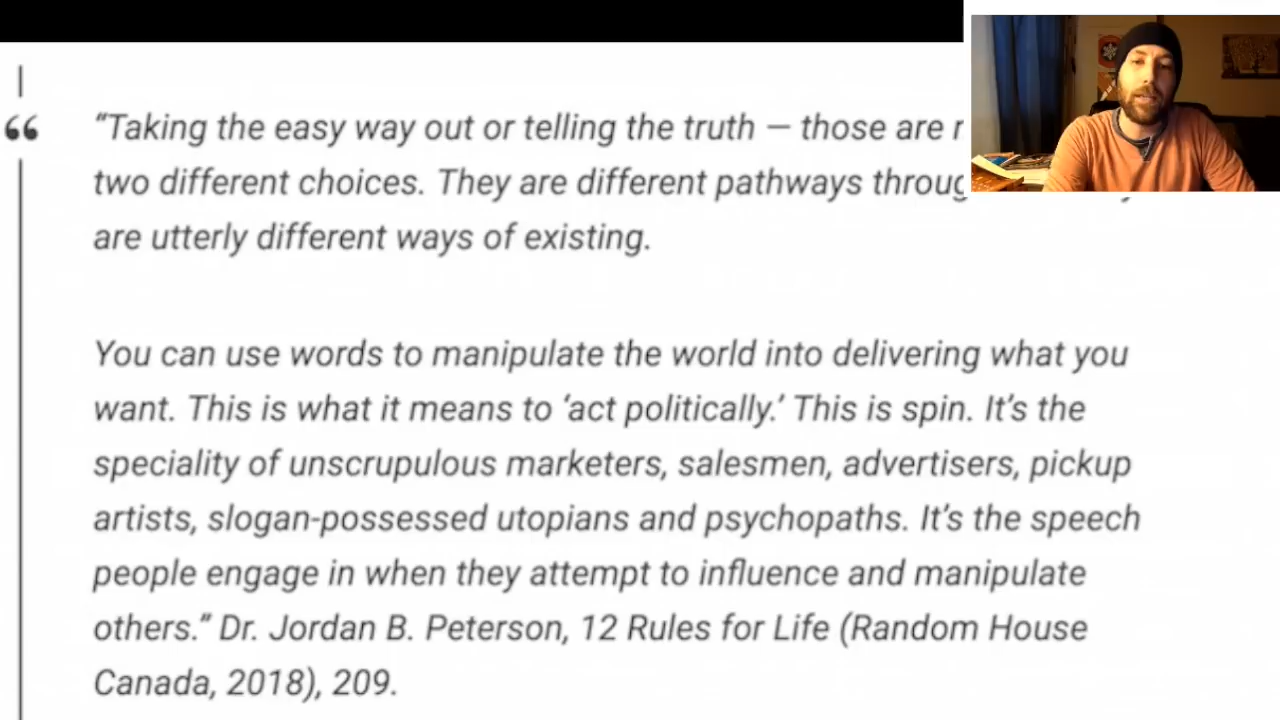 “Taking the easy way out or telling the truth — those are
two different choices. They are different pathways
are utterly different ways of existing.
You can use words to manipulate the world into delivering what you
want. This is what it means to ‘act politically.’ This is spin. It’s the
speciality of unscrupulous marketers, salesmen, advertisers, pickup
artists, slogan-possessed utopians and psychopaths. It’s the speech
people engage in when they attempt to influence and manipulate
others.” Dr. Jordan B. Peterson, 12 Rules for Life (Random House
Canada, 2018), 209.